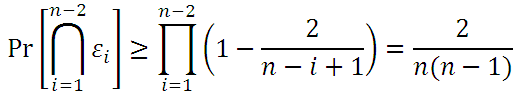 Pr [⋂_{i=1}^{n−2} ε_i] ≥ ∏_{i=1}^{n−2} (1 − 2/(n − i + 1)) = 2/(n(n − 1))